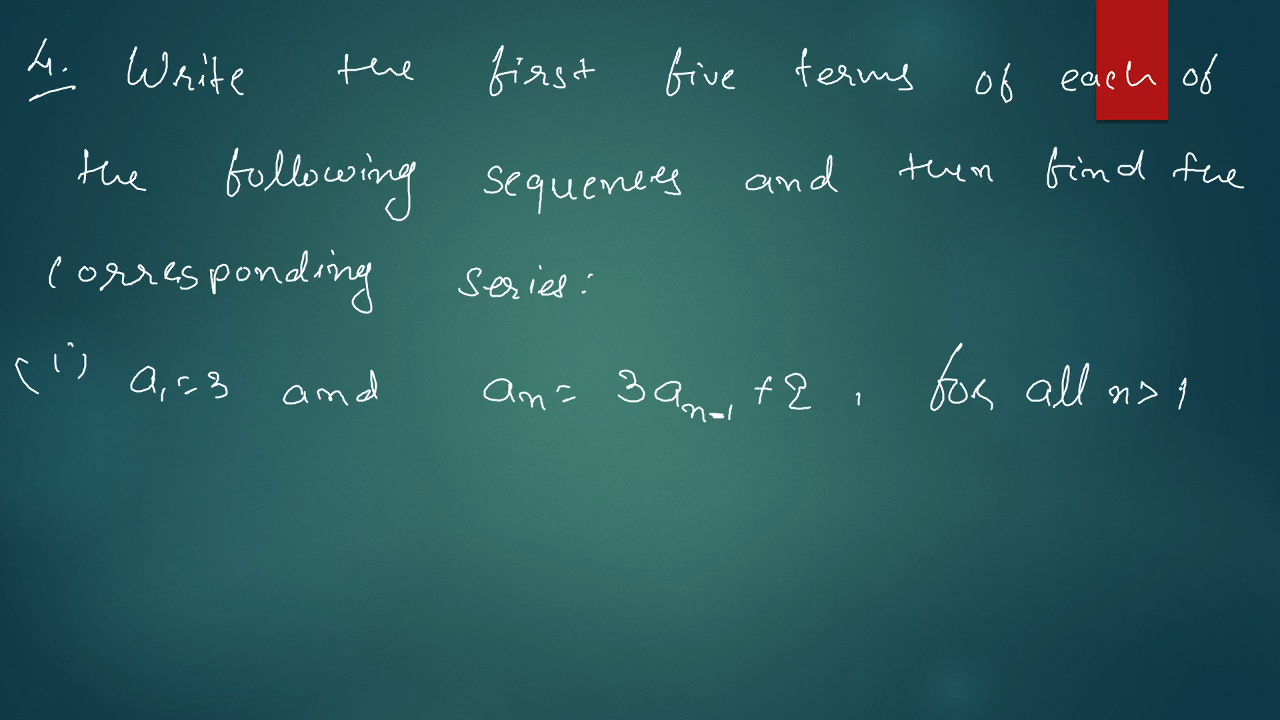 4. Write the first five terms of each of
the following sequences and then find the
corresponding series:
(i) a₁=3 and aₙ= 3aₙ₋₁ +2, for all n>1